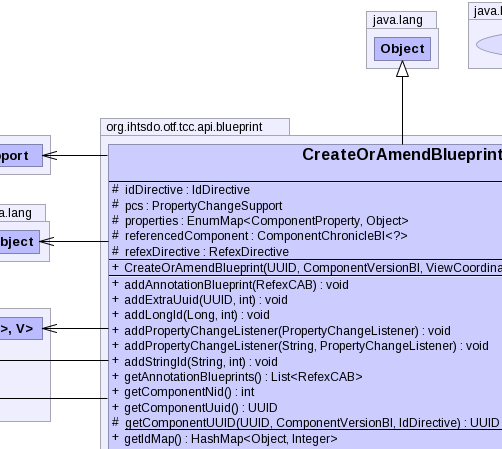 java.lang
java.l
Object
org.ihtsdo.otf.tcc.api.blueprint
pport
CreateOrAmendBlueprint
# idDirective : IdDirective
# pcs : PropertyChangeSupport
# properties : EnumMap<ComponentProperty, Object>
# referencedComponent : ComponentChronicleBI<?>
# refexDirective : RefexDirective
a.lang
bject
+ CreateOrAmendBlueprint(UUID, ComponentVersionBI, ViewCoordina
+ addAnnotationBlueprint(RefexCAB) : void
+ addExtraUuid(UUID, int) : void
+ addLongId(Long, int) : void
+ addPropertyChangeListener(PropertyChangeListener) : void
+ addPropertyChangeListener(String, PropertyChangeListener) : void
+ addStringId(String, int) : void
+ getAnnotationBlueprints() : List<RefexCAB>
+ getComponentNid() : int
+ getComponentUuid() : UUID
# getComponentUUID(UUID, ComponentVersionBI, IdDirective) : UUID
+ getIdMap() : HashMap<Object, Integer>
>, V>